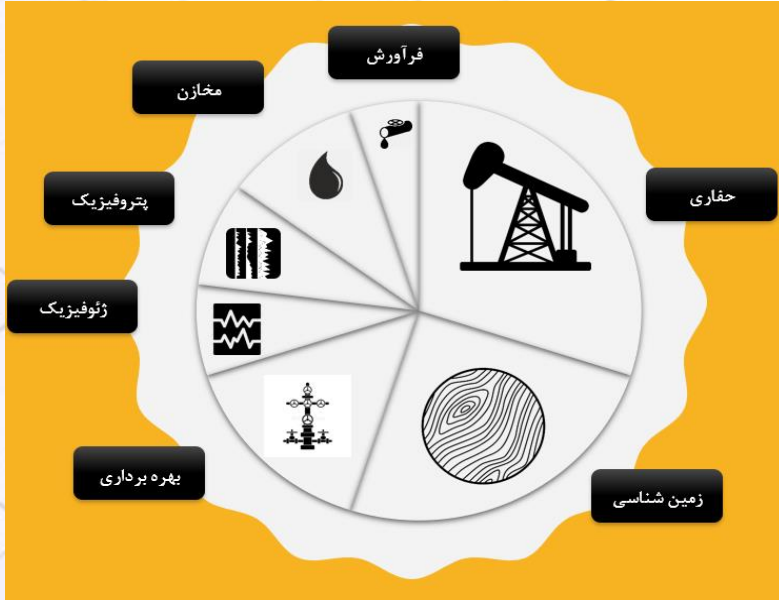 فرآورش
مخازن
حفاری
پتروفیزیک
ژئوفیزیک
بهره برداری
زمین شناسی